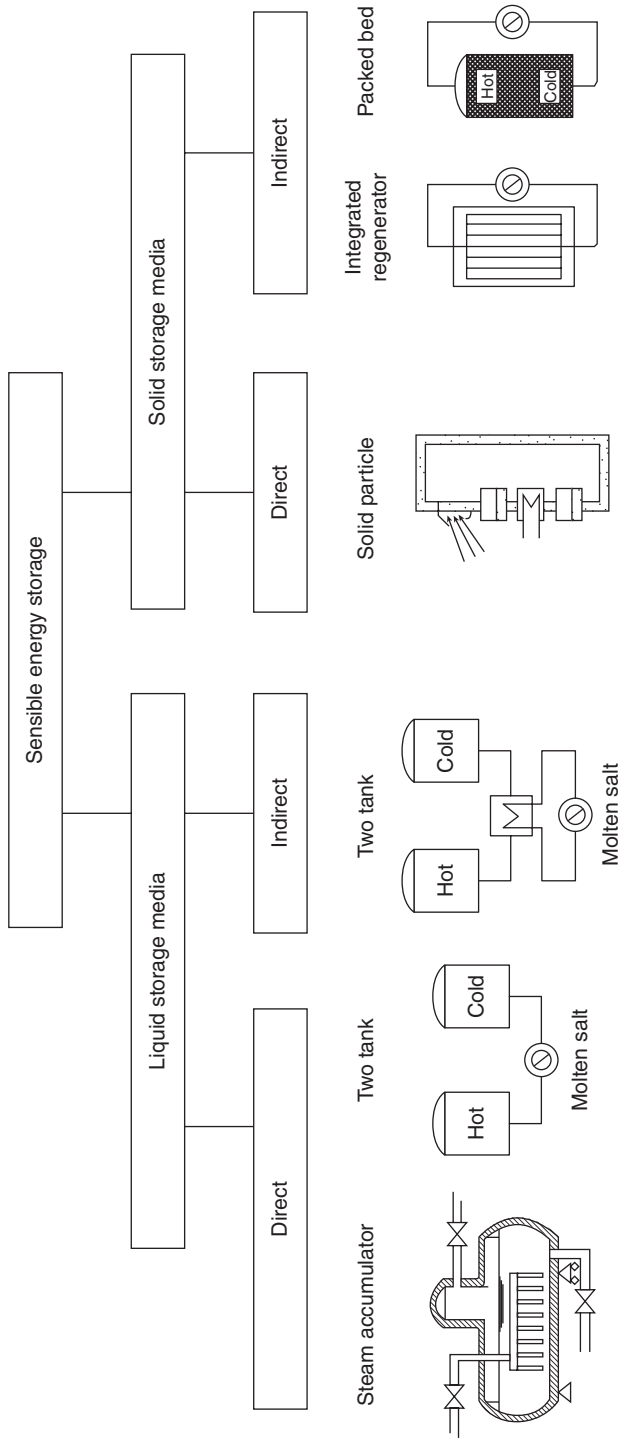 Sensible energy storage
Liquid storage media
Solid storage media
Direct
Indirect
Direct
Indirect
Steam accumulator
Two tank
Two tank
Solid particle
Integrated
regenerator
Packed bed
Hot
Cold
Molten salt
Hot
Cold
Molten salt
Hot
Cold